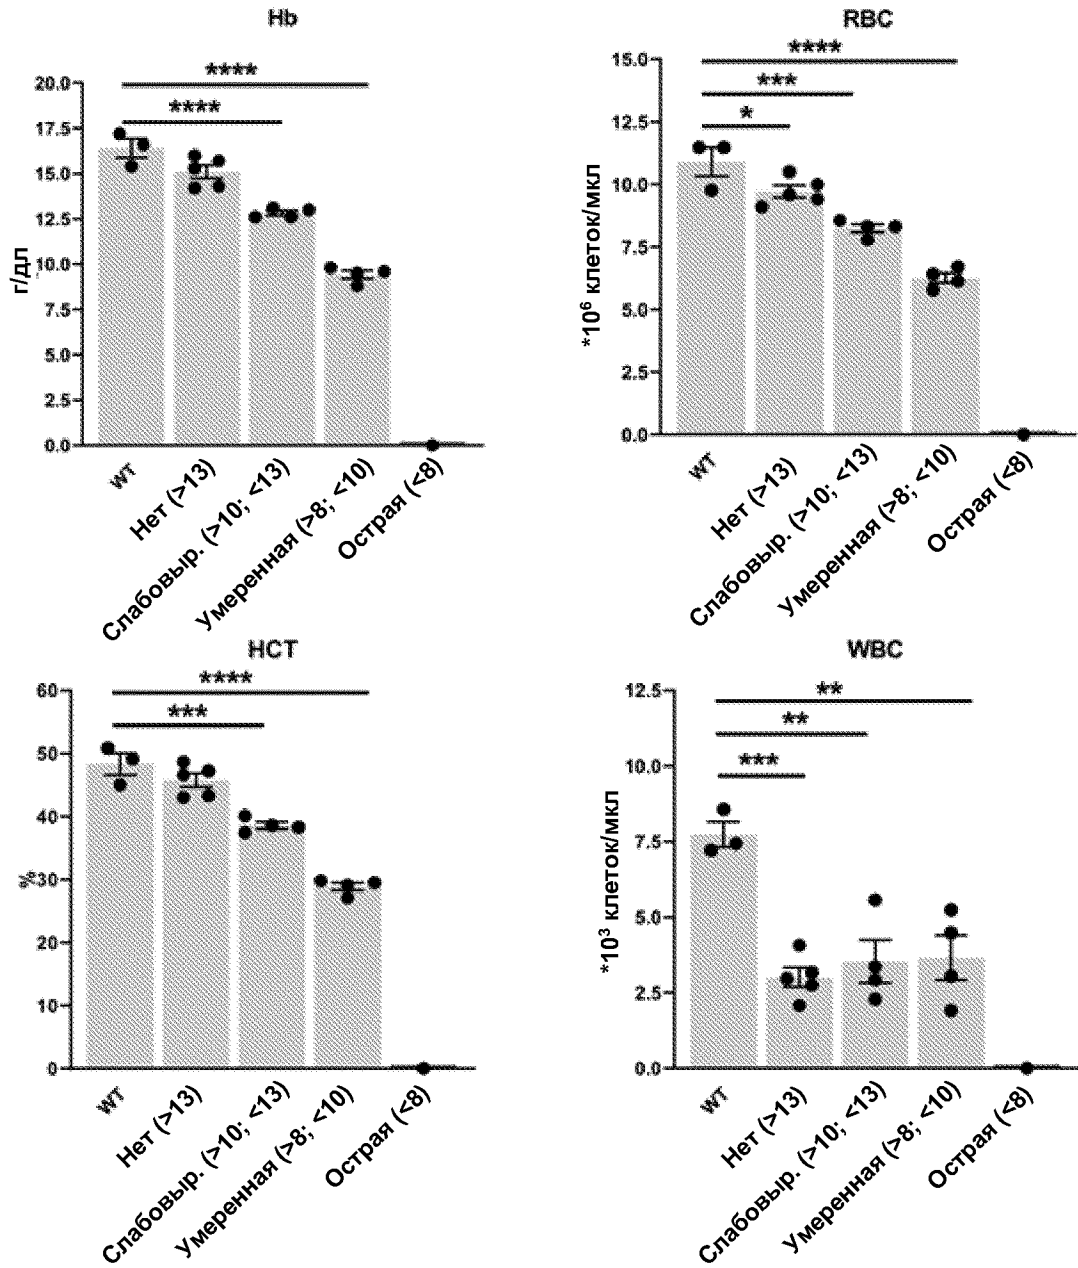 Hb
г/дл
20.0
17.5
15.0
12.5
10.0
7.5
5.0
2.5
0.0
****
****
WT
Нет (>13)
Слабовыр. (>10; <13)
Умеренная (>8; <10)
Острая (<8)
RBC
*10⁶ клеток/мкл
15.0
12.5
10.0
7.5
5.0
2.5
0.0
****
***
*
WT
Нет (>13)
Слабовыр. (>10; <13)
Умеренная (>8; <10)
Острая (<8)
HCT
%
60
50
40
30
20
10
0
****
***
WT
Нет (>13)
Слабовыр. (>10; <13)
Умеренная (>8; <10)
Острая (<8)
WBC
*10³ клеток/мкл
12.5
10.0
7.5
5.0
2.5
0.0
**
**
***
WT
Нет (>13)
Слабовыр. (>10; <13)
Умеренная (>8; <10)
Острая (<8)